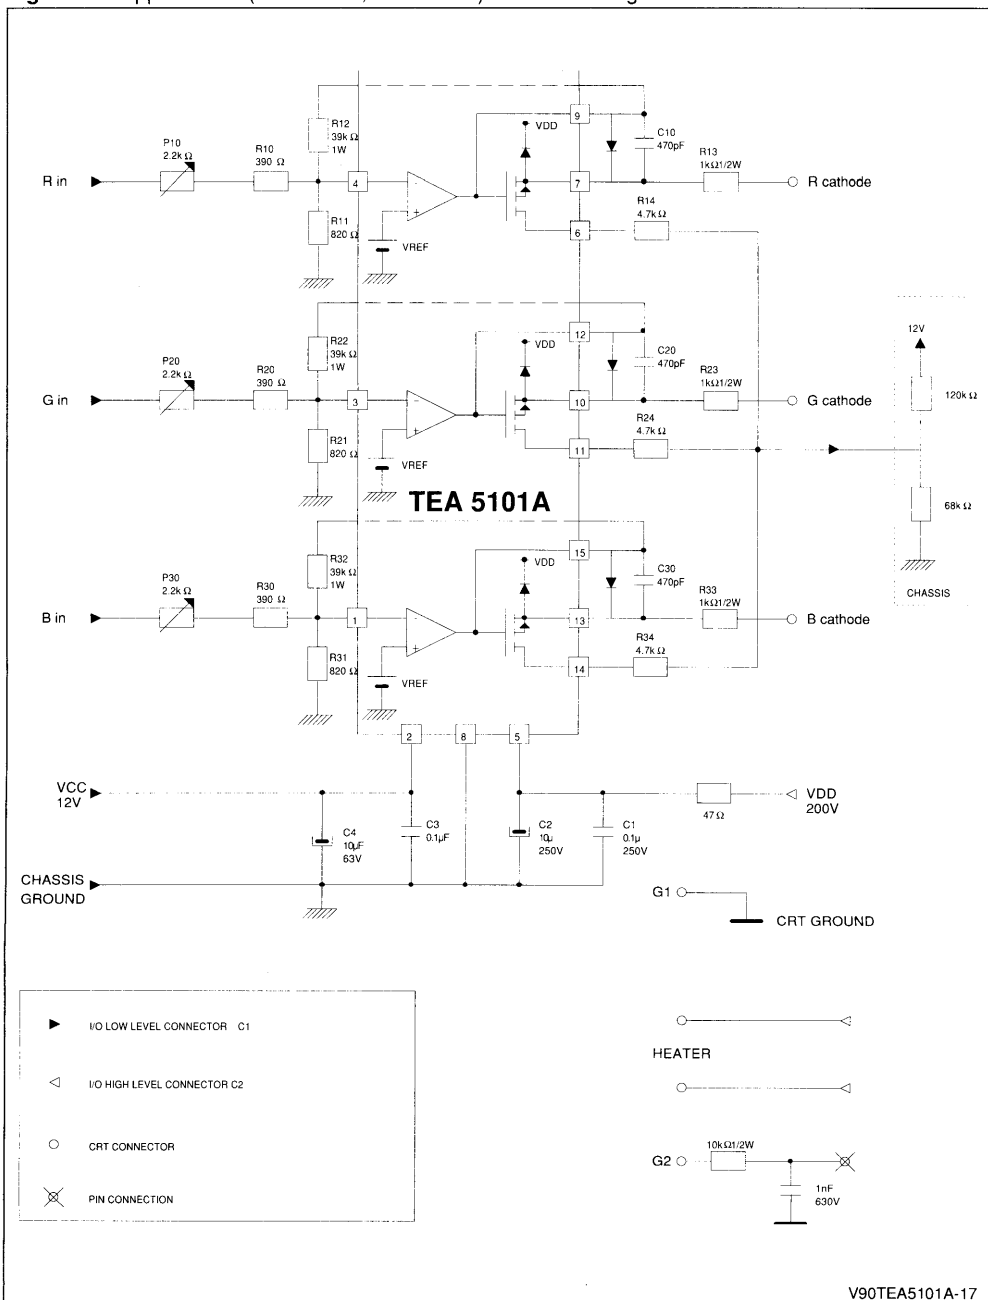 9
R12
39k Ω
1W
VDD
C10
470pF
P10
2.2k Ω
R10
390 Ω
R13
1kΩ1/2W
R in
4
7
R cathode
R14
4.7k Ω
R11
820 Ω
6
VREF
12
R22
39k Ω
1W
VDD
C20
470pF
12V
P20
2.2k Ω
R20
390 Ω
R23
1kΩ1/2W
120k Ω
G in
3
10
G cathode
R24
4.7k Ω
R21
820 Ω
11
VREF
TEA 5101A
68k Ω
15
R32
39k Ω
1W
VDD
C30
470pF
P30
2.2k Ω
R30
390 Ω
R33
1kΩ1/2W
CHASSIS
B in
1
13
B cathode
R34
4.7k Ω
R31
820 Ω
14
VREF
2
8
5
VCC
12V
VDD
200V
47 Ω
C4
10µF
63V
C3
0.1µF
C2
10µ
250V
C1
0.1µ
250V
CHASSIS
GROUND
G1
CRT GROUND
I/O LOW LEVEL CONNECTOR C1
I/O HIGH LEVEL CONNECTOR C2
CRT CONNECTOR
PIN CONNECTION
HEATER
10kΩ1/2W
G2
1nF
630V
V90TEA5101A-17